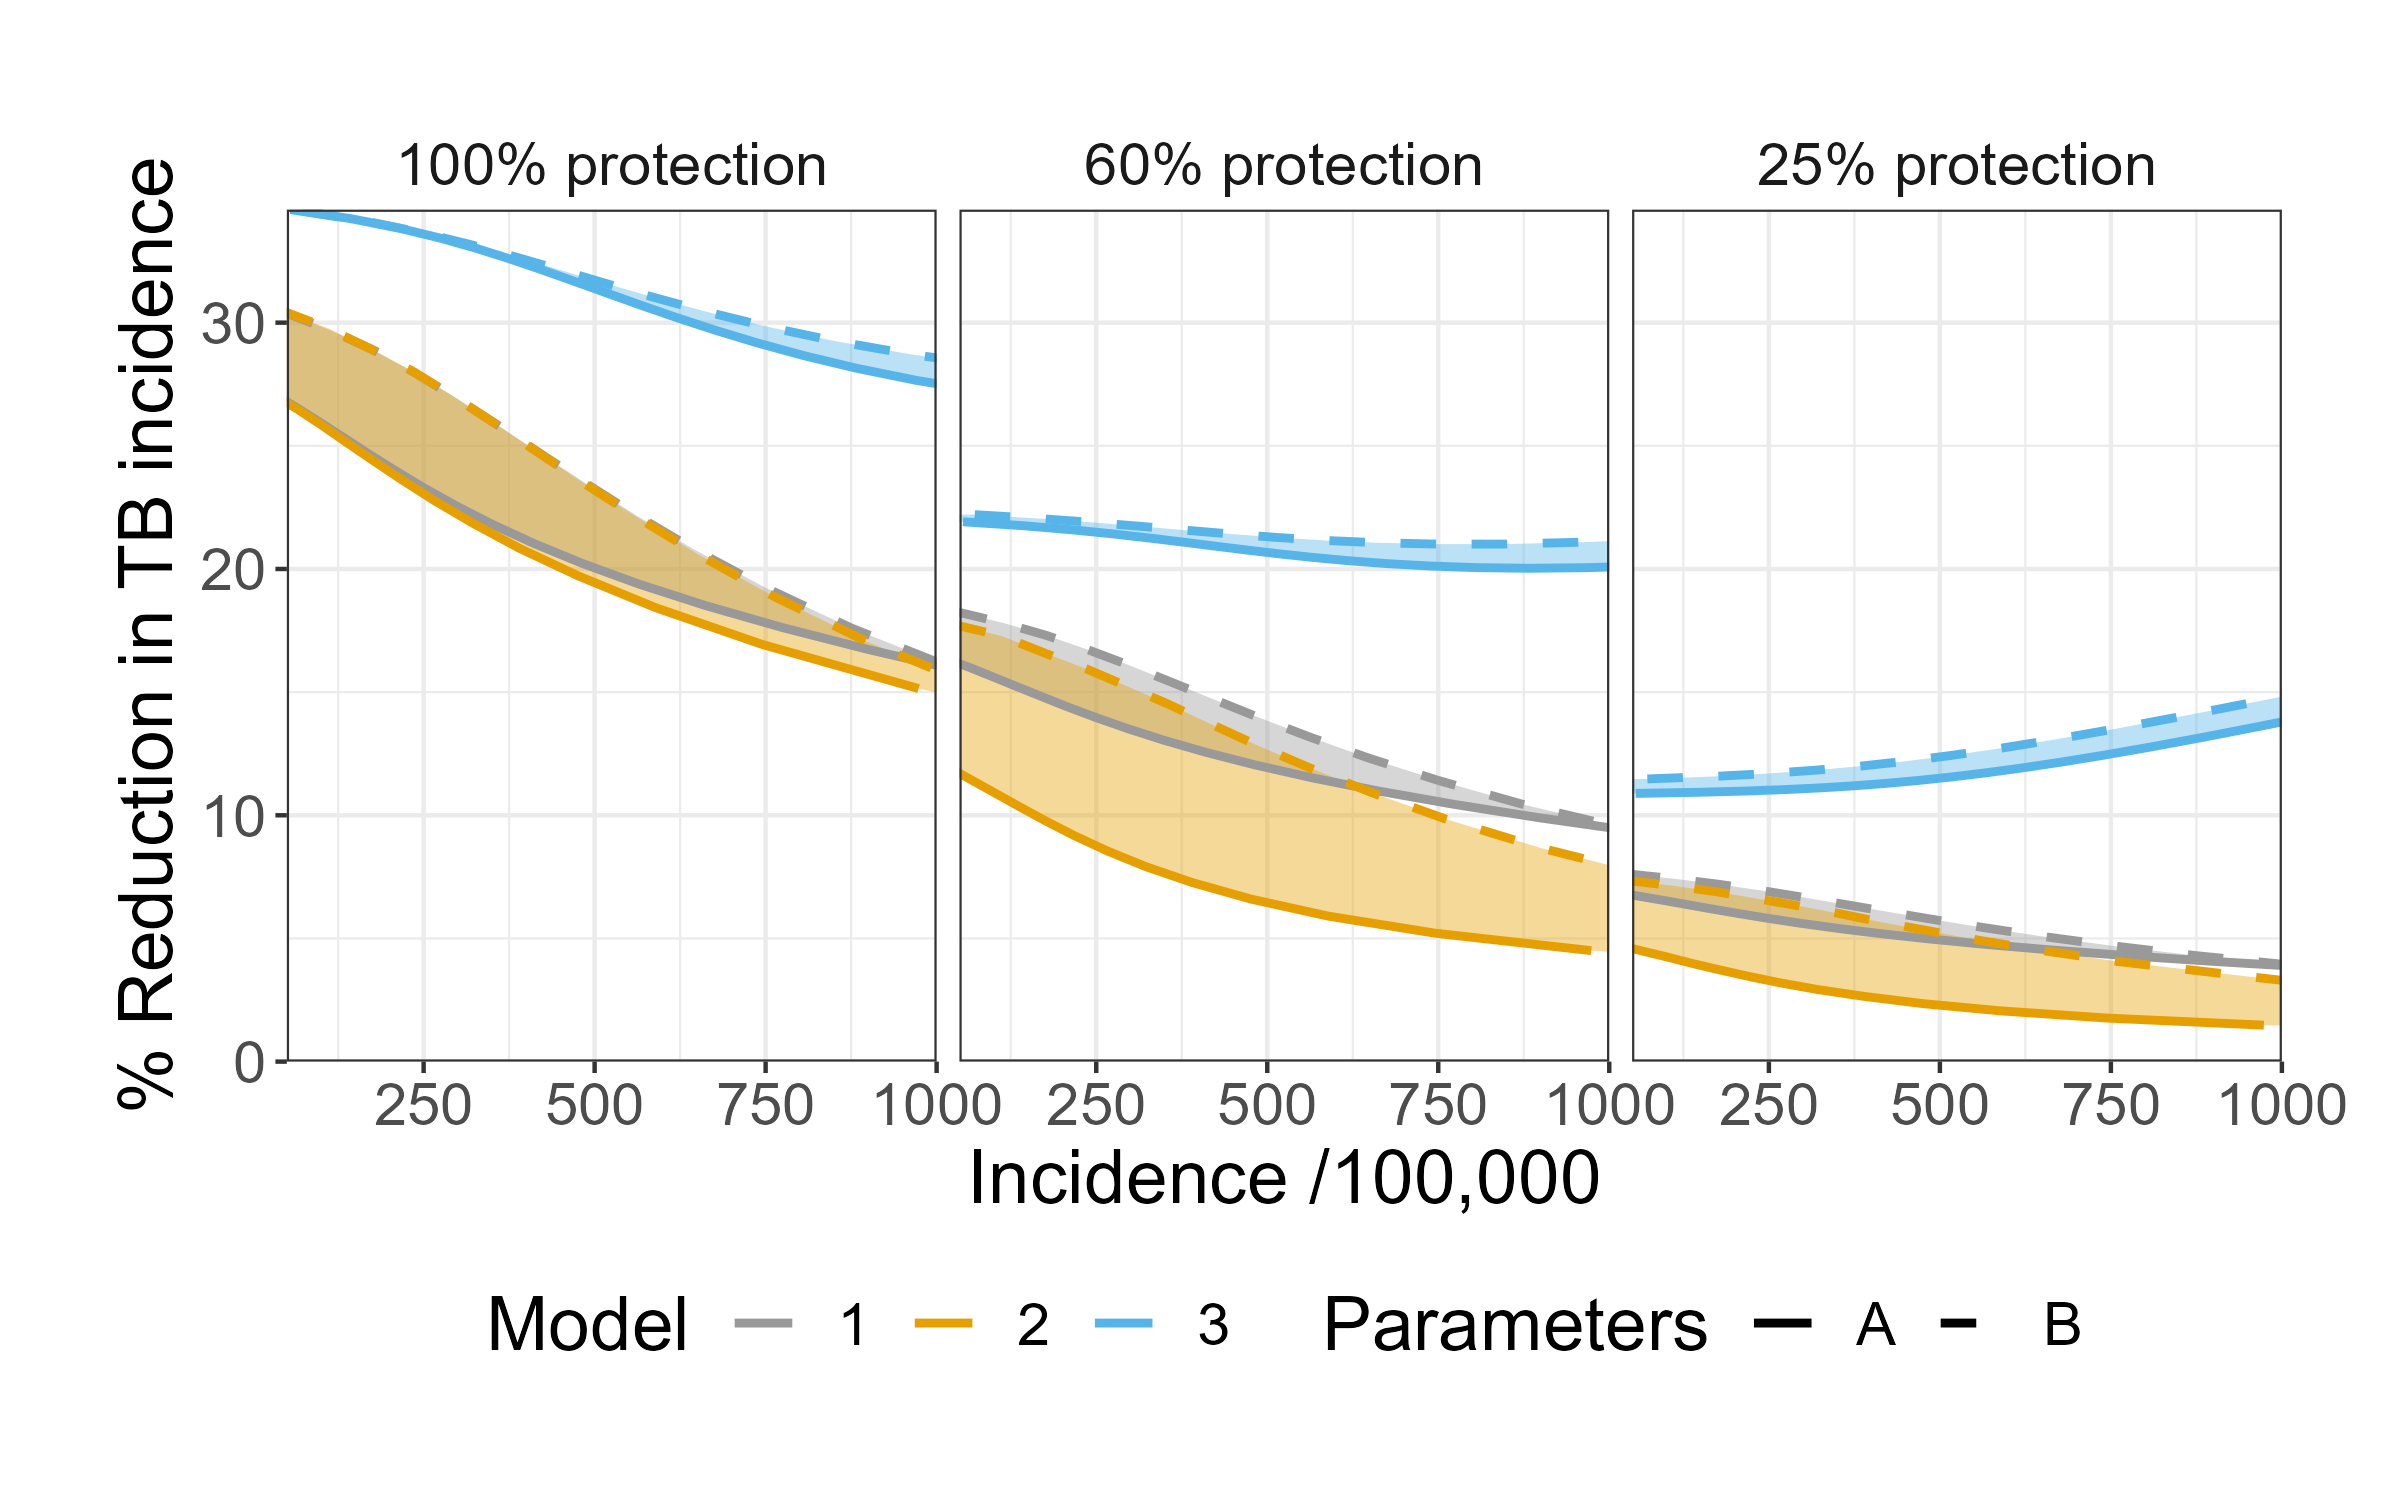 100% protection 60% protection 25% protection
% Reduction in TB incidence
30
20
10
0
250 500 750 1000 250 500 750 1000 250 500 750 1000
Incidence /100,000
Model 1 2 3 Parameters A B